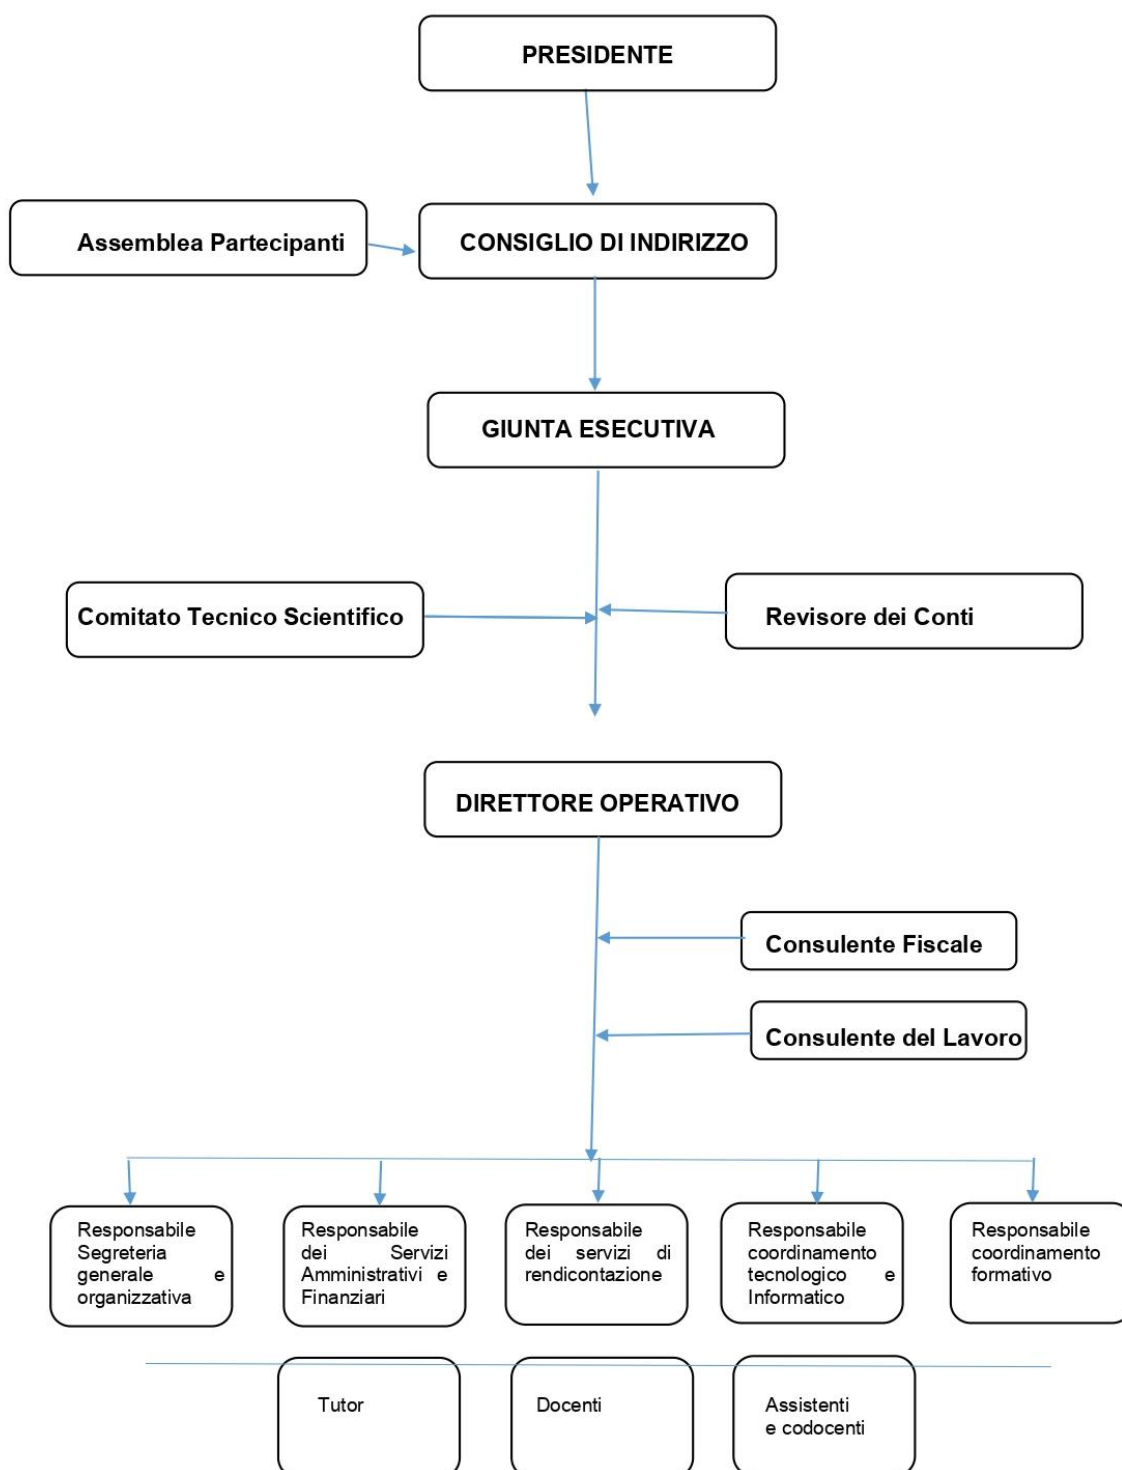 PRESIDENTE
Assemblea Partecipanti
CONSIGLIO DI INDIRIZZO
GIUNTA ESECUTIVA
Comitato Tecnico Scientifico
Revisore dei Conti
DIRETTORE OPERATIVO
Consulente Fiscale
Consulente del Lavoro
Responsabile
Segreteria
generale e
organizzativa
Responsabile
dei Servizi
Amministrativi e
Finanziari
Responsabile
dei servizi di
rendicontazione
Responsabile
coordinamento
tecnologico e
Informatico
Responsabile
coordinamento
formativo
Tutor
Docenti
Assistenti
e codocenti